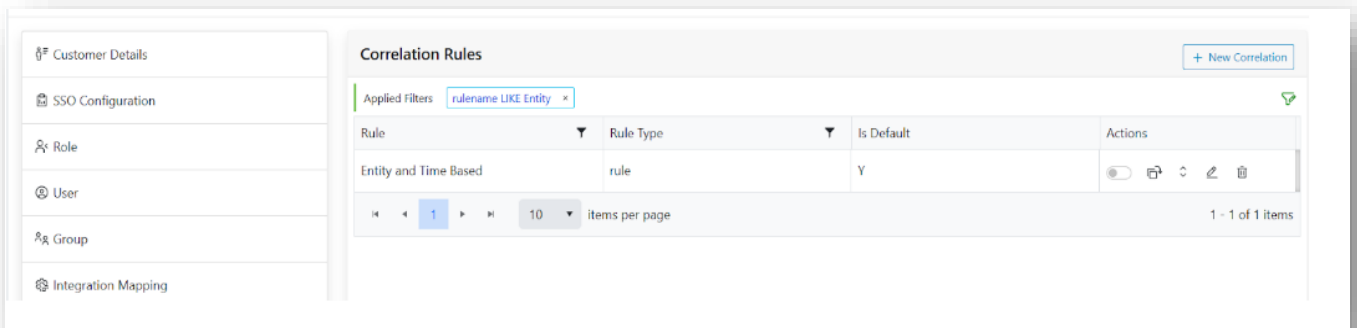 Customer Details
SSO Configuration
Role
User
Group
Integration Mapping
Correlation Rules
+ New Correlation
Applied Filters rulename LIKE Entity ×
Rule Rule Type Is Default Actions
Entity and Time Based rule Y
1 10 items per page 1 - 1 of 1 items